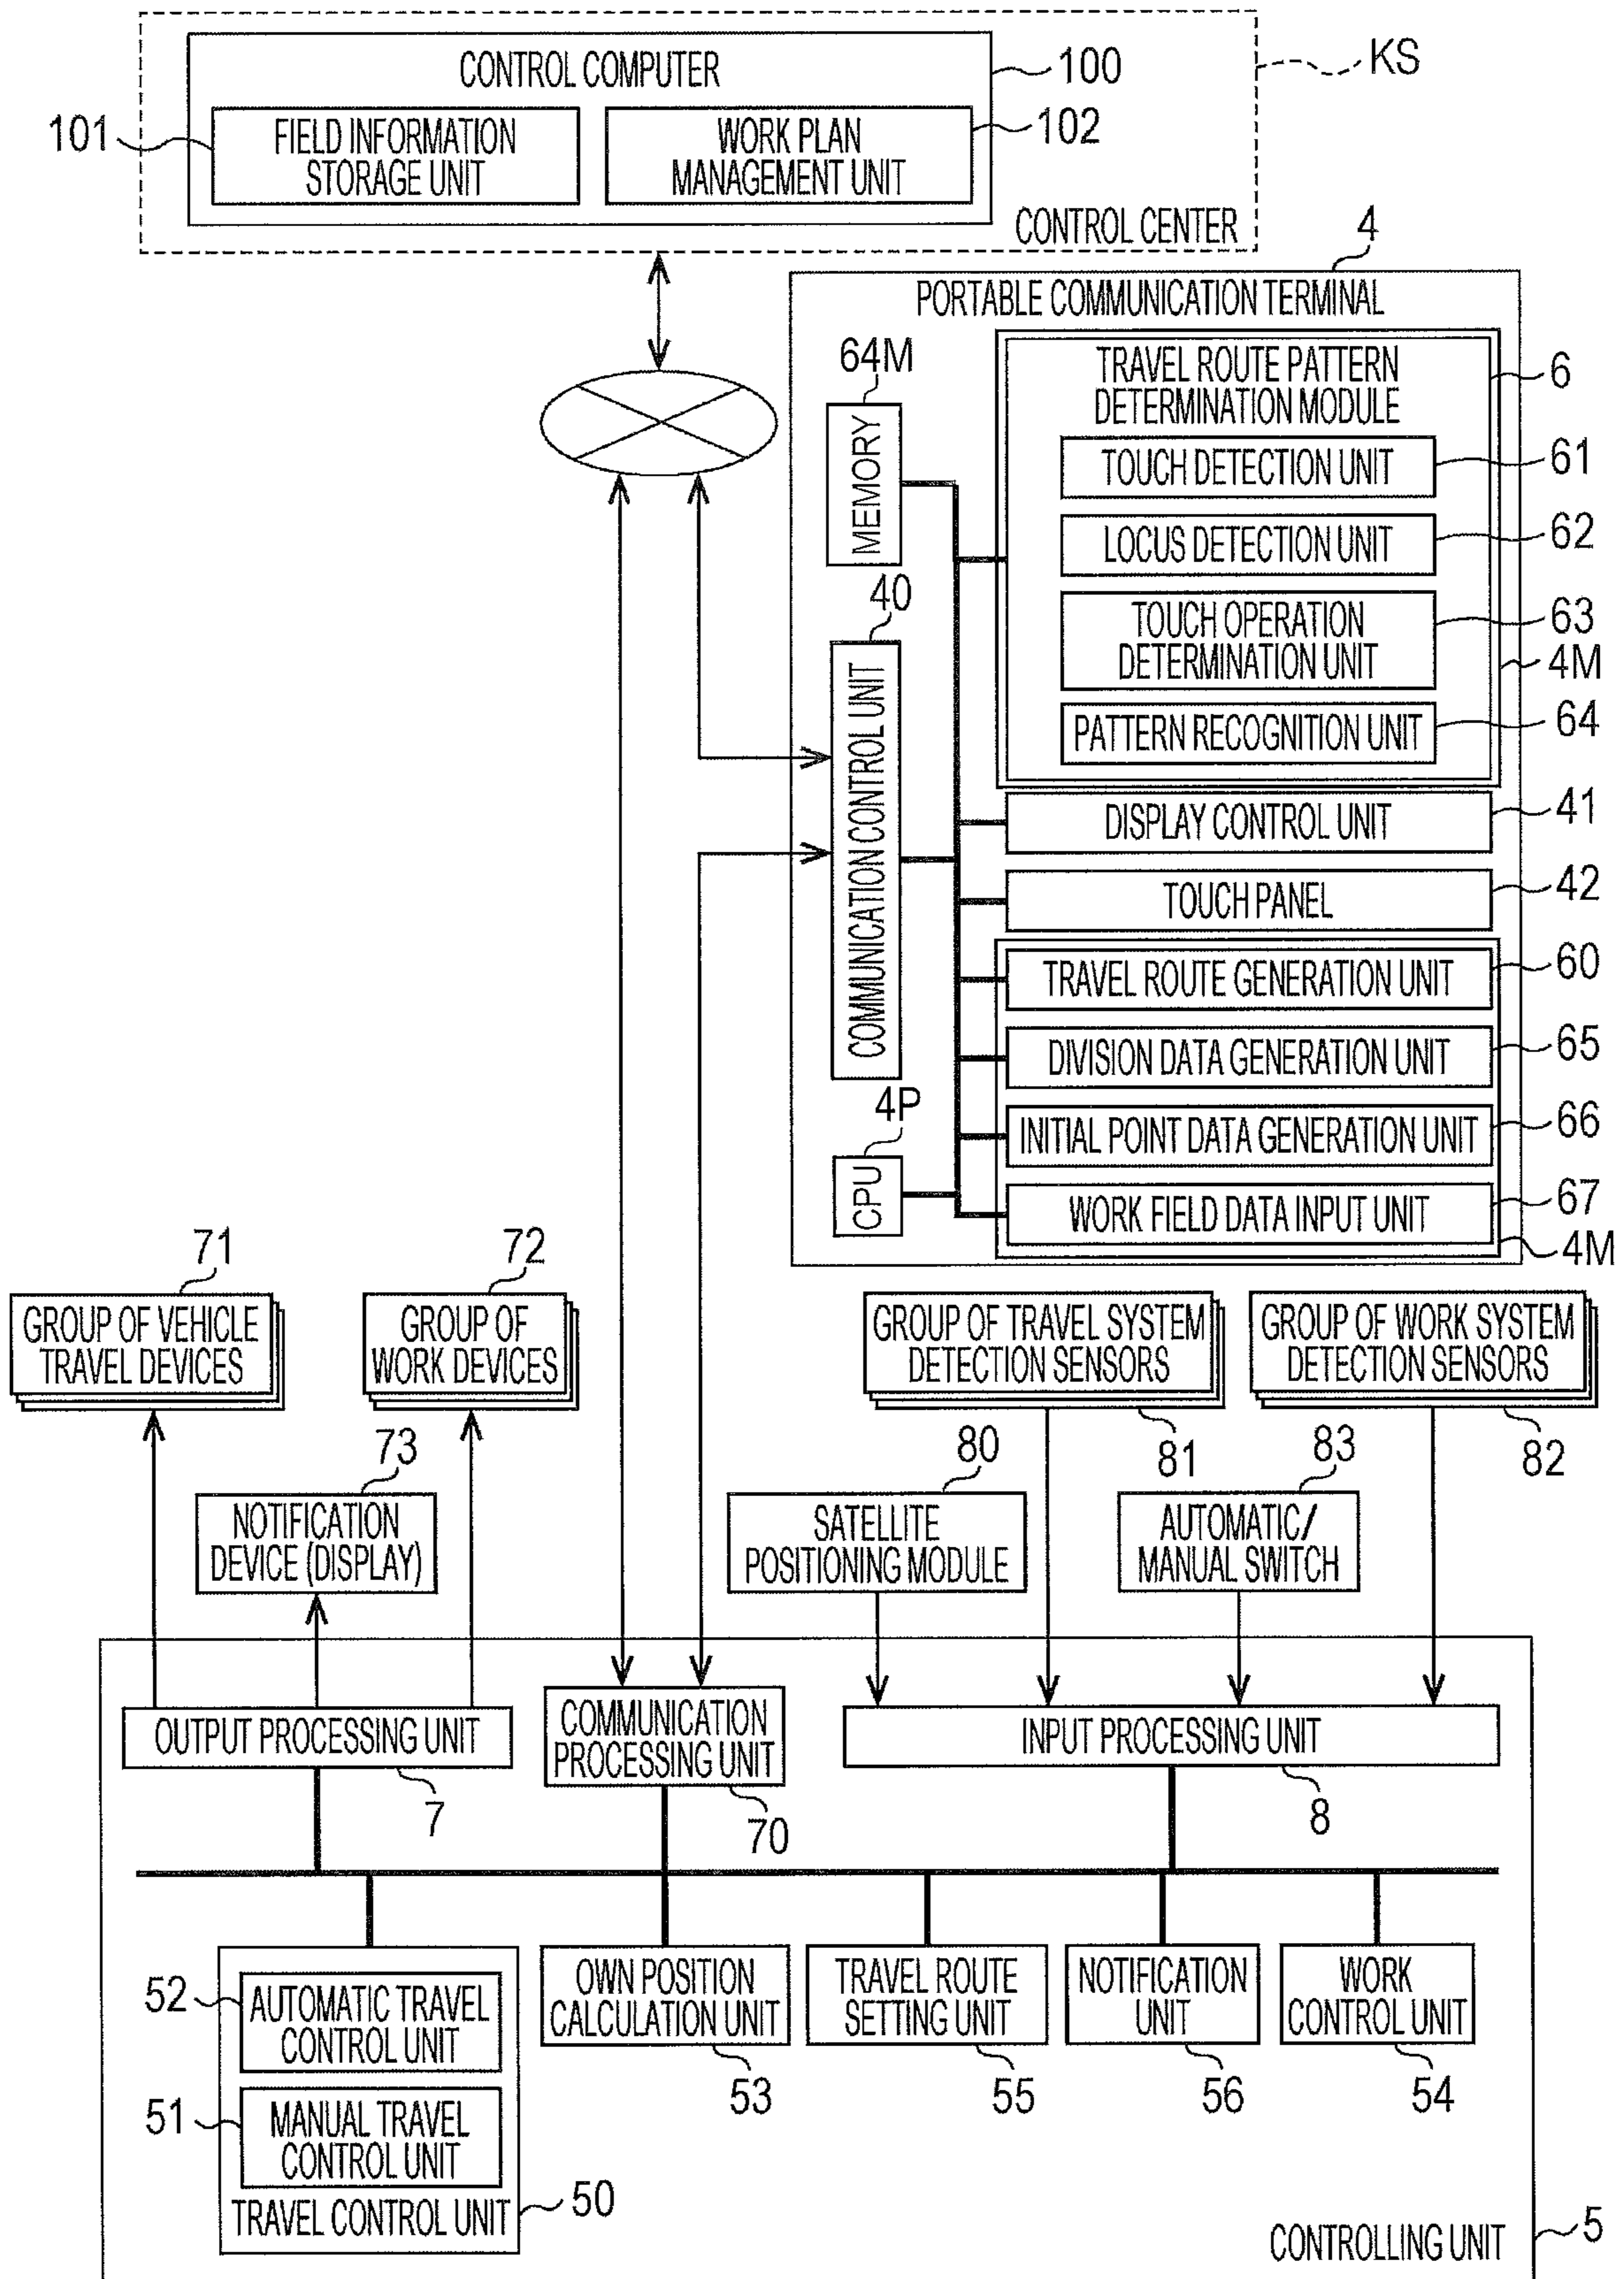 KS
CONTROL COMPUTER
100
101
FIELD INFORMATION
STORAGE UNIT
WORK PLAN
MANAGEMENT UNIT
102
CONTROL CENTER
4
PORTABLE COMMUNICATION TERMINAL
64M
MEMORY
TRAVEL ROUTE PATTERN
DETERMINATION MODULE
6
TOUCH DETECTION UNIT
61
LOCUS DETECTION UNIT
62
40
COMMUNICATION CONTROL UNIT
TOUCH OPERATION
DETERMINATION UNIT
63
4M
PATTERN RECOGNITION UNIT
64
DISPLAY CONTROL UNIT
41
TOUCH PANEL
42
TRAVEL ROUTE GENERATION UNIT
60
DIVISION DATA GENERATION UNIT
65
4P
CPU
INITIAL POINT DATA GENERATION UNIT
66
WORK FIELD DATA INPUT UNIT
67
4M
71
GROUP OF VEHICLE
TRAVEL DEVICES
72
GROUP OF
WORK DEVICES
GROUP OF TRAVEL SYSTEM
DETECTION SENSORS
81
GROUP OF WORK SYSTEM
DETECTION SENSORS
82
73
NOTIFICATION
DEVICE (DISPLAY)
80
SATELLITE
POSITIONING MODULE
83
AUTOMATIC/
MANUAL SWITCH
OUTPUT PROCESSING UNIT
7
COMMUNICATION
PROCESSING UNIT
70
INPUT PROCESSING UNIT
8
52
AUTOMATIC TRAVEL
CONTROL UNIT
51
MANUAL TRAVEL
CONTROL UNIT
TRAVEL CONTROL UNIT
50
OWN POSITION
CALCULATION UNIT
53
TRAVEL ROUTE
SETTING UNIT
55
NOTIFICATION
UNIT
56
WORK
CONTROL UNIT
54
CONTROLLING UNIT
5